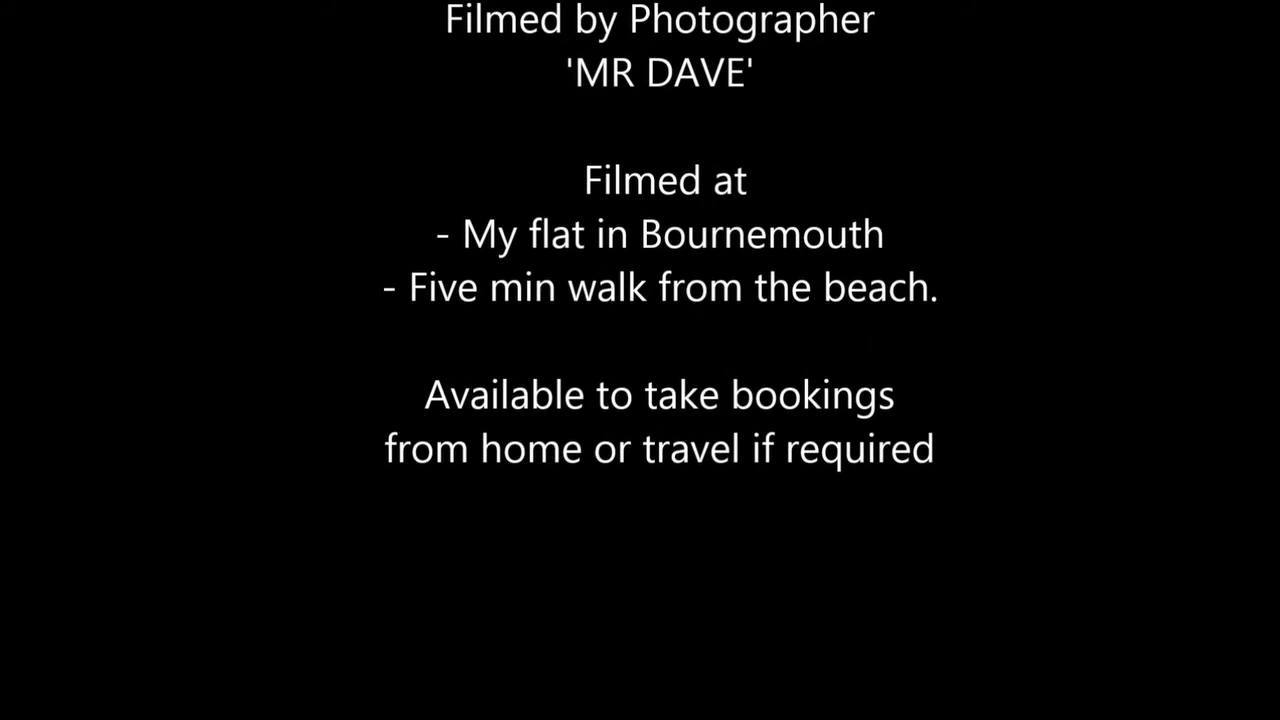 Filmed by Photographer
'MR DAVE'
Filmed at
- My flat in Bournemouth
- Five min walk from the beach.
Available to take bookings
from home or travel if required